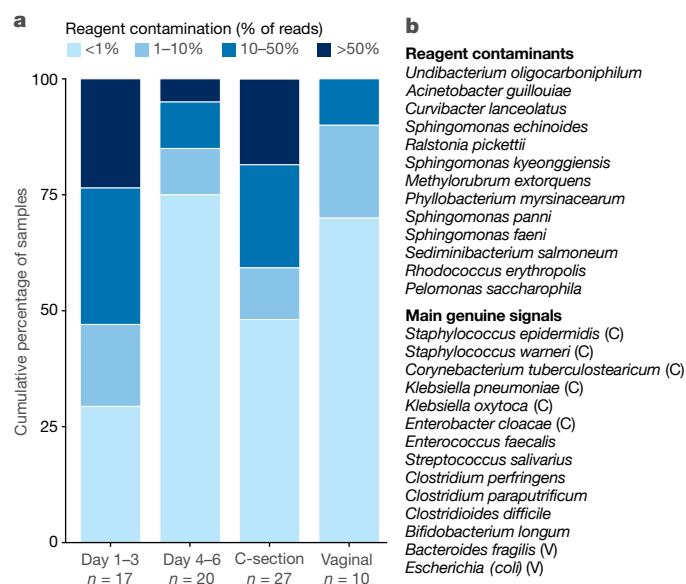 a
Reagent contamination (% of reads)
<1% 1–10% 10–50% >50%
Cumulative percentage of samples
100
75
50
25
0
Day 1–3 Day 4–6 C-section Vaginal
n = 17 n = 20 n = 27 n = 10
b
Reagent contaminants
Undibacterium oligocarboniphilum
Acinetobacter guillouiae
Curvibacter lanceolatus
Sphingomonas echinoides
Ralstonia pickettii
Sphingomonas kyeonggiensis
Methylorubrum extorquens
Phyllobacterium myrsinacearum
Sphingomonas panni
Sphingomonas faeni
Sediminibacterium salmoneum
Rhodococcus erythropolis
Pelomonas saccharophila
Main genuine signals
Staphylococcus epidermidis (C)
Staphylococcus warneri (C)
Corynebacterium tuberculostearicum (C)
Klebsiella pneumoniae (C)
Klebsiella oxytoca (C)
Enterobacter cloacae (C)
Enterococcus faecalis
Streptococcus salivarius
Clostridium perfringens
Clostridium paraputrificum
Clostridioides difficile
Bifidobacterium longum
Bacteroides fragilis (V)
Escherichia (coli) (V)